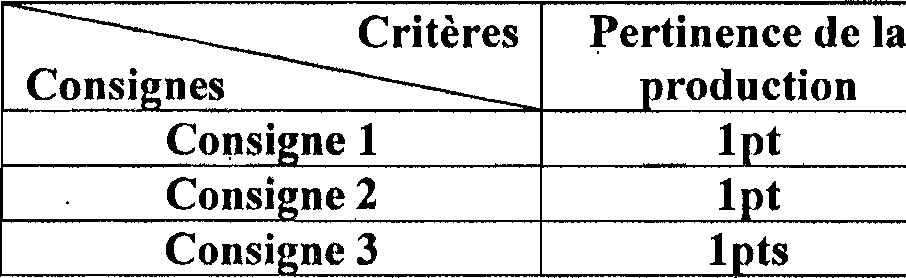 Critères
Consignes
Pertinence de la
production
Consigne 1
1pt
Consigne 2
1pt
Consigne 3
1pts